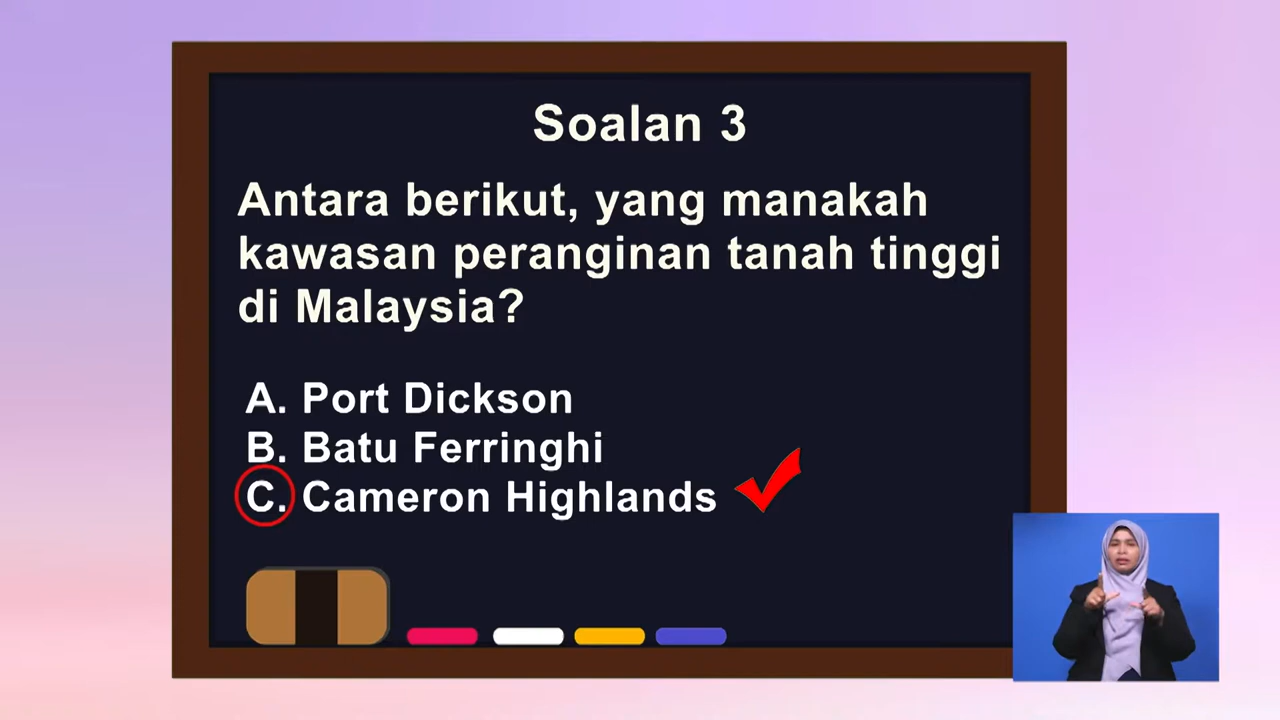 Soalan 3
Antara berikut, yang manakah
kawasan peranginan tanah tinggi
di Malaysia?
A. Port Dickson
B. Batu Ferringhi
C. Cameron Highlands